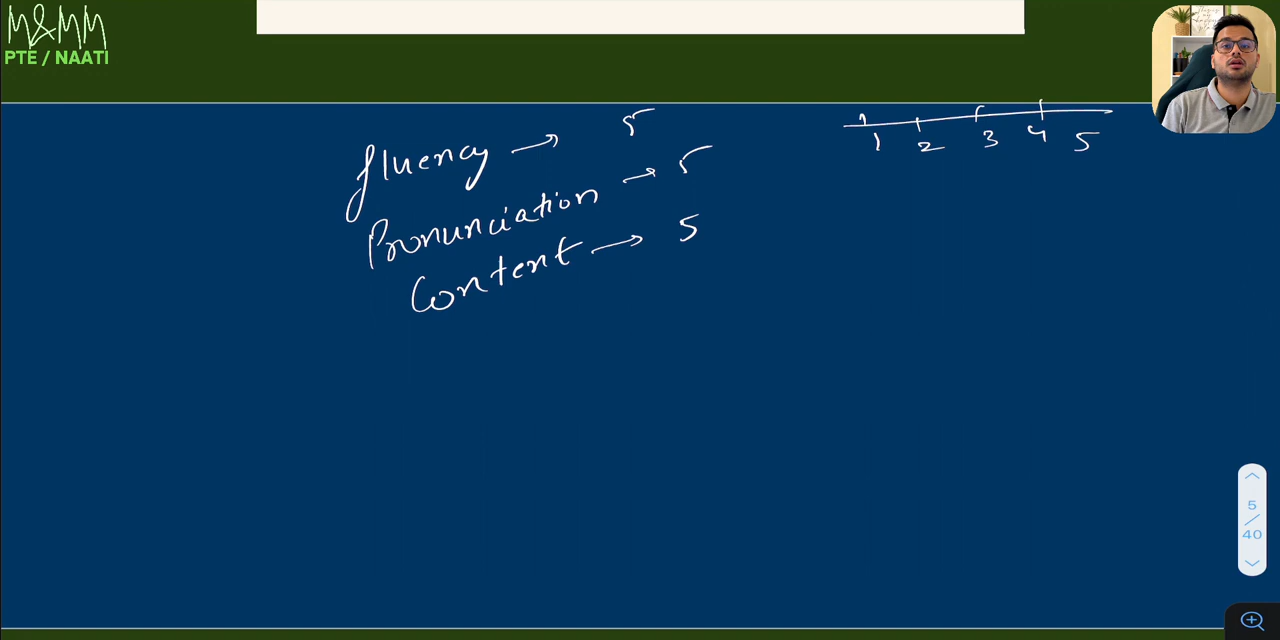 M&MM
PTE / NAATI
fluency → 5
Pronunciation → 5
Content → 5
1 2 3 4 5
5
/
40